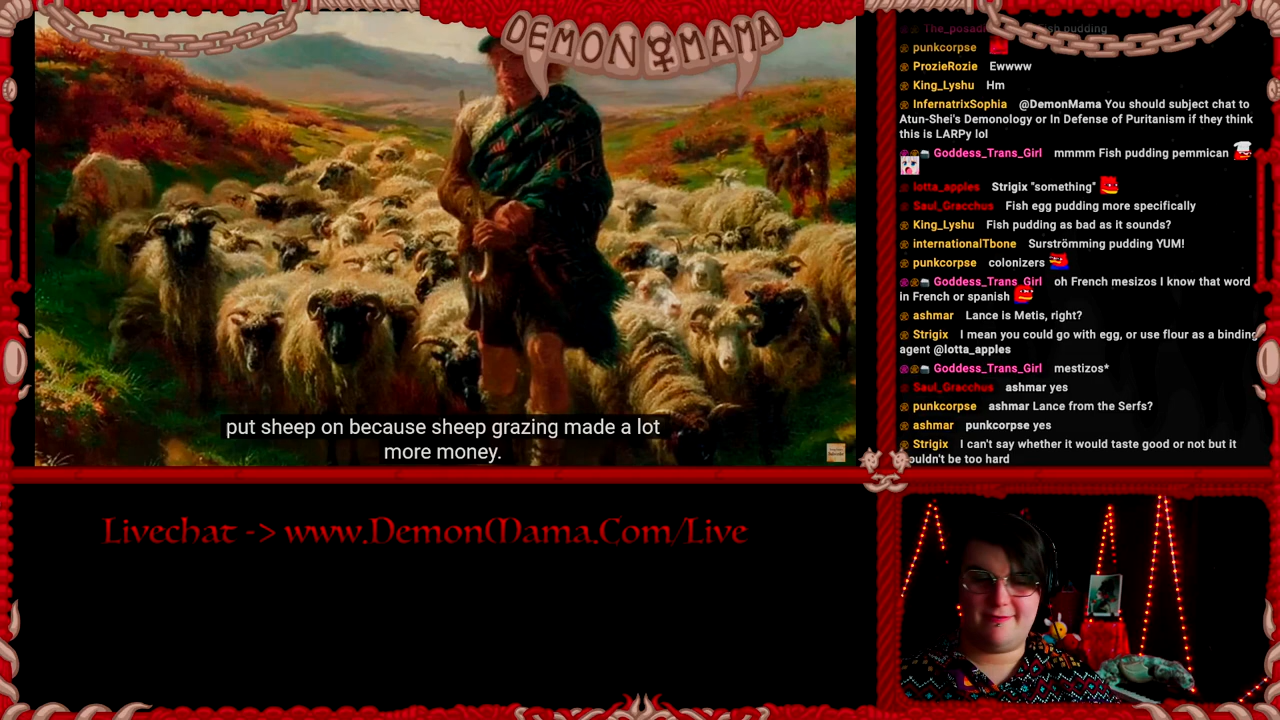 DEMON MAMA
put sheep on because sheep grazing made a lot
more money.
fish pudding
punkcorpse
ProzieRozie Ewwww
King_Lyshu Hm
InfernatrixSophia @DemonMama You should subject chat to
Atun-Shei's Demonology or In Defense of Puritanism if they think
this is LARPy lol
Goddess_Trans_Girl mmmm Fish pudding pemmican
lotta_apples Strigix "something"
Saul_Gracchus Fish egg pudding more specifically
King_Lyshu Fish pudding as bad as it sounds?
internationalTbone Surströmming pudding YUM!
punkcorpse colonizers
Goddess_Trans_Girl oh French mesizos I know that word
in French or spanish
ashmar Lance is Metis, right?
Strigix I mean you could go with egg, or use flour as a binding
agent @lotta_apples
Goddess_Trans_Girl mestizos*
Saul_Gracchus ashmar yes
punkcorpse ashmar Lance from the Serfs?
ashmar punkcorpse yes
Strigix I can't say whether it would taste good or not but it
ouldn't be too hard
Livechat -> www.DemonMama.Com/Live